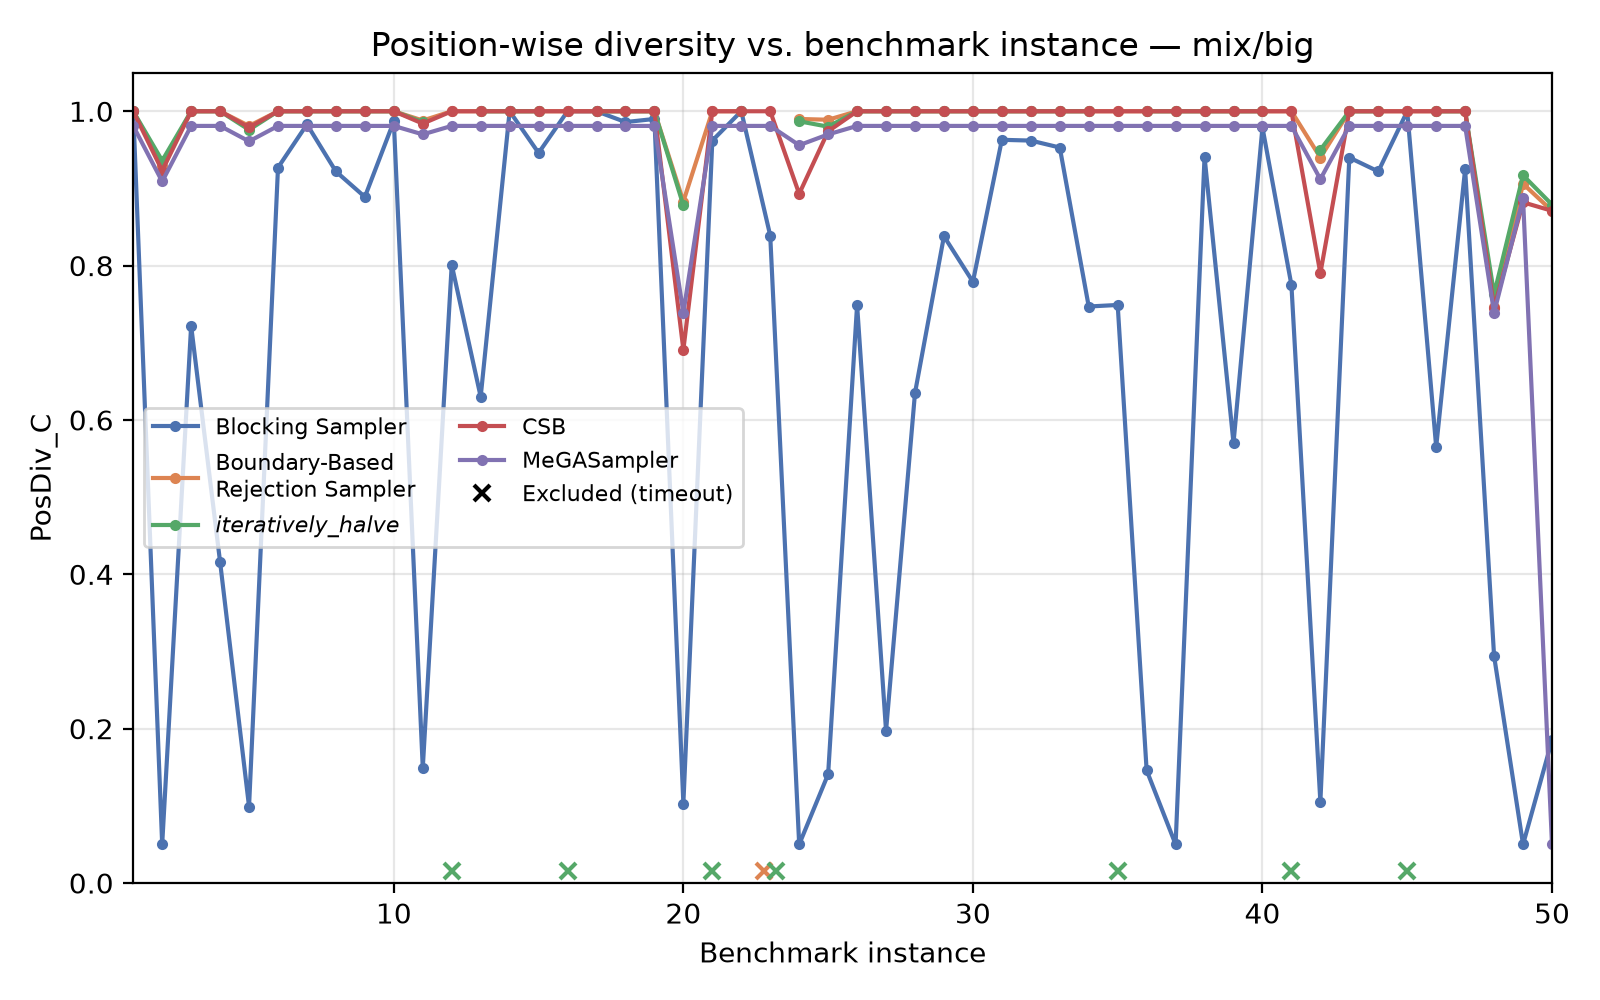 Position-wise diversity vs. benchmark instance — mix/big
PosDiv_C
1.0
0.8
0.6
0.4
0.2
0.0
Blocking Sampler
Boundary-Based
Rejection Sampler
iteratively_halve
CSB
MeGASampler
Excluded (timeout)
10 20 30 40 50
Benchmark instance